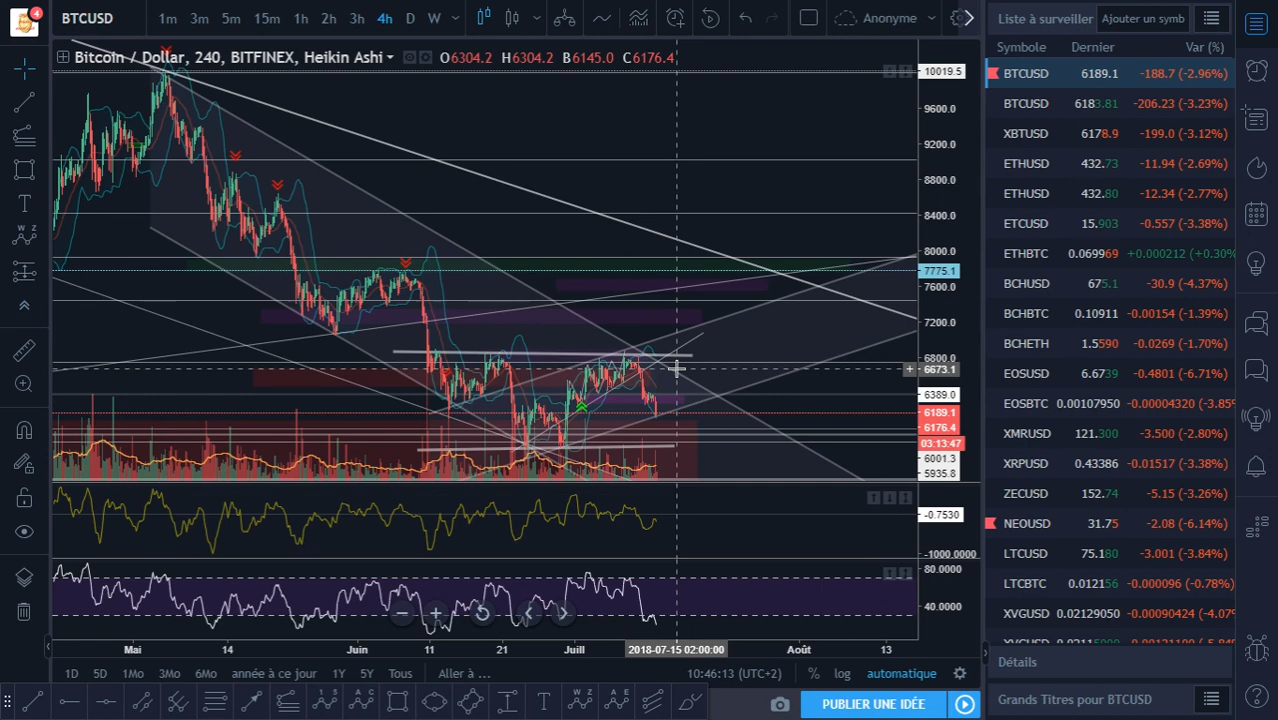 4
BTCUSD
1m 3m 5m 15m 1h 2h 3h 4h D W
Anonyme
Bitcoin / Dollar, 240, BITFINEX, Heikin Ashi
O6304.2 H6304.2 B6145.0 C6176.4
10019.5
9600.0
9200.0
8800.0
8400.0
8000.0
7775.1
7600.0
7200.0
6800.0
6673.1
6389.0
6189.1
6176.4
03:13:47
6001.3
5935.8
-0.7530
-1000.0000
80.0000
40.0000
Mai 14 Juin 11 21 Juill 2018-07-15 02:00:00 Août 13
1D 5D 1Mo 3Mo 6Mo année à ce jour 1Y 5Y Tous Aller à ... 10:46:13 (UTC+2) % log automatique
PUBLIER UNE IDÉE
Liste à surveiller Ajouter un symb
Symbole Dernier Var (%)
BTCUSD 6189.1 -188.7 (-2.96%)
BTCUSD 6183.81 -206.23 (-3.23%)
XBTUSD 6178.9 -199.0 (-3.12%)
ETHUSD 432.73 -11.94 (-2.69%)
ETHUSD 432.80 -12.34 (-2.77%)
ETCUSD 15.903 -0.557 (-3.38%)
ETHBTC 0.069969 +0.000212 (+0.30%
BCHUSD 675.1 -30.9 (-4.37%)
BCHBTC 0.10911 -0.00154 (-1.39%)
BCHETH 1.5590 -0.0269 (-1.70%)
EOSUSD 6.7369 -0.4801 (-6.71%)
EOSBTC 0.00107950 -0.00004320 (-3.85%
XMRUSD 121.300 -3.500 (-2.80%)
XRPUSD 0.43386 -0.01517 (-3.38%)
ZECUSD 152.74 -5.15 (-3.26%)
NEOUSD 31.75 -2.08 (-6.14%)
LTCUSD 75.180 -3.001 (-3.84%)
LTCBTC 0.012156 -0.000096 (-0.78%)
XVGUSD 0.02129050 -0.00090424 (-4.07%
Détails
Grands Titres pour BTCUSD